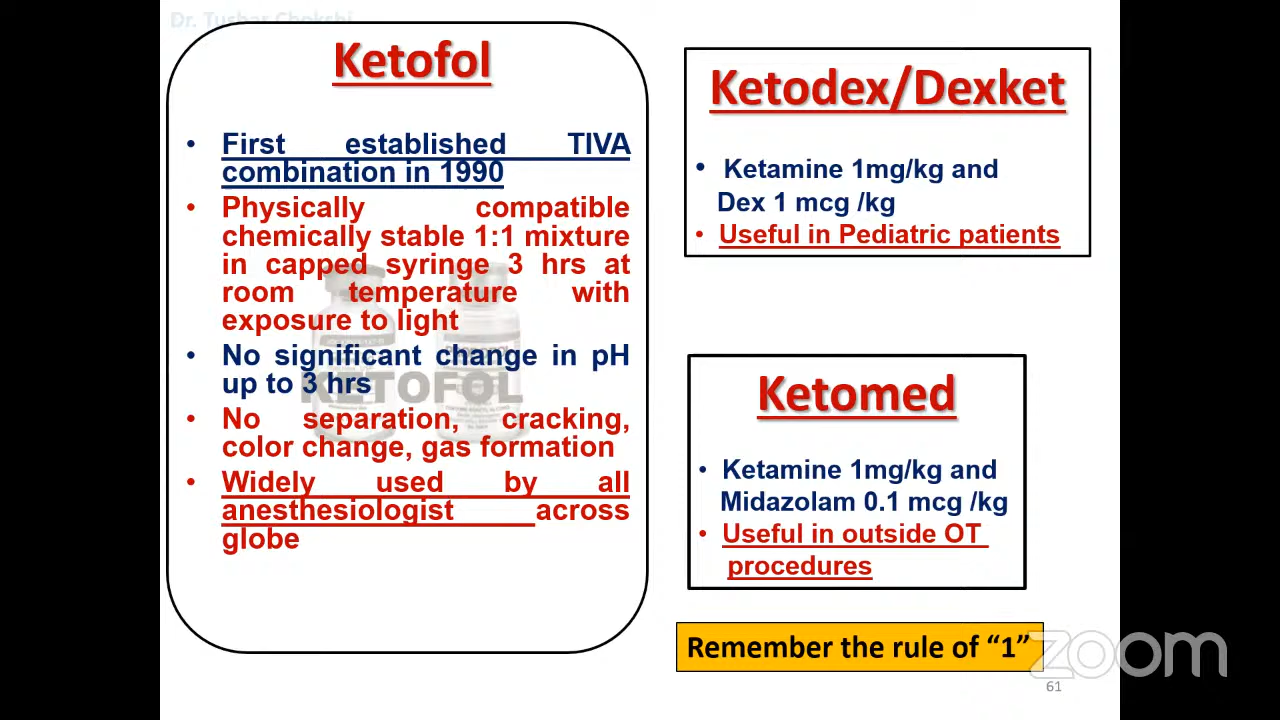 Dr. Tushar Chokshi
Ketofol
• First established TIVA
combination in 1990
• Physically compatible
chemically stable 1:1 mixture
in capped syringe 3 hrs at
room temperature with
exposure to light
• No significant change in pH
up to 3 hrs
• No separation, cracking,
color change, gas formation
• Widely used by all
anesthesiologist across
globe
KETOFOL
Ketodex/Dexket
• Ketamine 1mg/kg and
Dex 1 mcg /kg
• Useful in Pediatric patients
Ketomed
• Ketamine 1mg/kg and
Midazolam 0.1 mcg /kg
• Useful in outside OT
procedures
Remember the rule of “1”
zoom
61